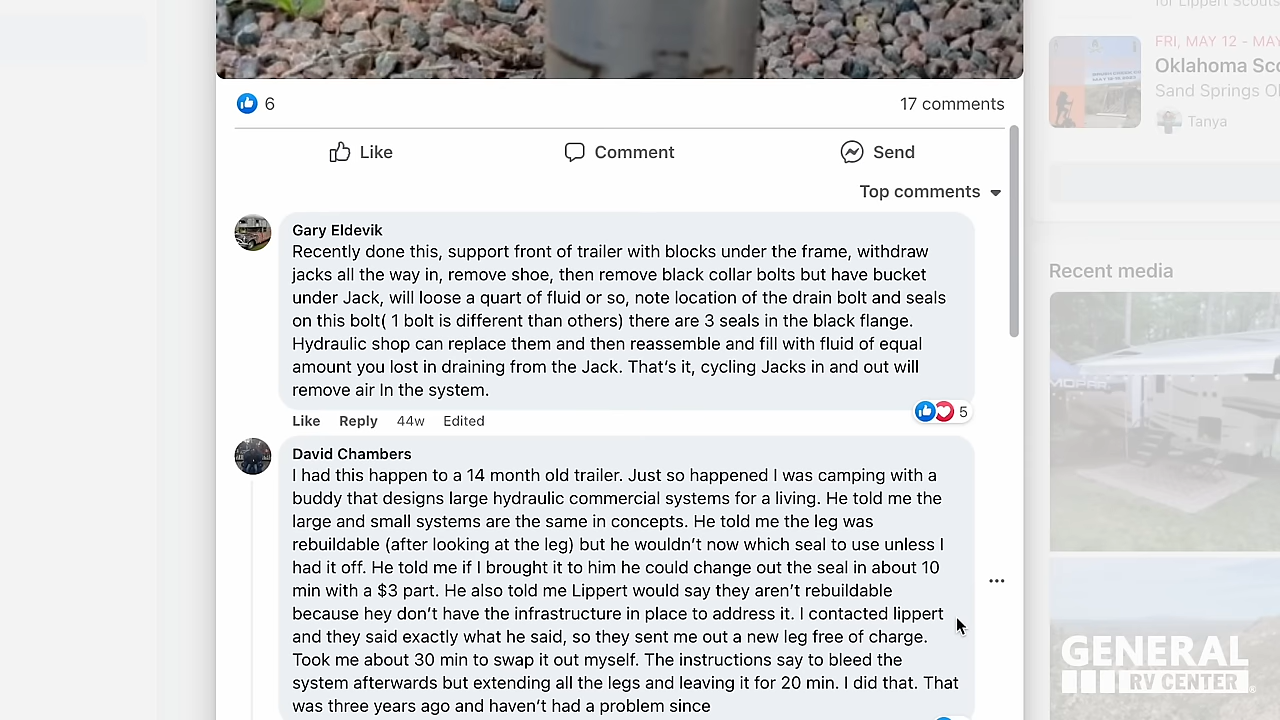 for Lippert Scouts
FRI, MAY 12 - MAY
Oklahoma Sco
Sand Springs Ol
Tanya
6
17 comments
Like
Comment
Send
Top comments
Gary Eldevik
Recently done this, support front of trailer with blocks under the frame, withdraw
jacks all the way in, remove shoe, then remove black collar bolts but have bucket
under Jack, will loose a quart of fluid or so, note location of the drain bolt and seals
on this bolt( 1 bolt is different than others) there are 3 seals in the black flange.
Hydraulic shop can replace them and then reassemble and fill with fluid of equal
amount you lost in draining from the Jack. That's it, cycling Jacks in and out will
remove air In the system.
Like Reply 44w Edited
5
David Chambers
I had this happen to a 14 month old trailer. Just so happened I was camping with a
buddy that designs large hydraulic commercial systems for a living. He told me the
large and small systems are the same in concepts. He told me the leg was
rebuildable (after looking at the leg) but he wouldn't now which seal to use unless I
had it off. He told me if I brought it to him he could change out the seal in about 10
min with a $3 part. He also told me Lippert would say they aren't rebuildable
because hey don't have the infrastructure in place to address it. I contacted lippert
and they said exactly what he said, so they sent me out a new leg free of charge.
Took me about 30 min to swap it out myself. The instructions say to bleed the
system afterwards but extending all the legs and leaving it for 20 min. I did that. That
was three years ago and haven't had a problem since
Recent media
MOPAR
GENERAL
RV CENTER